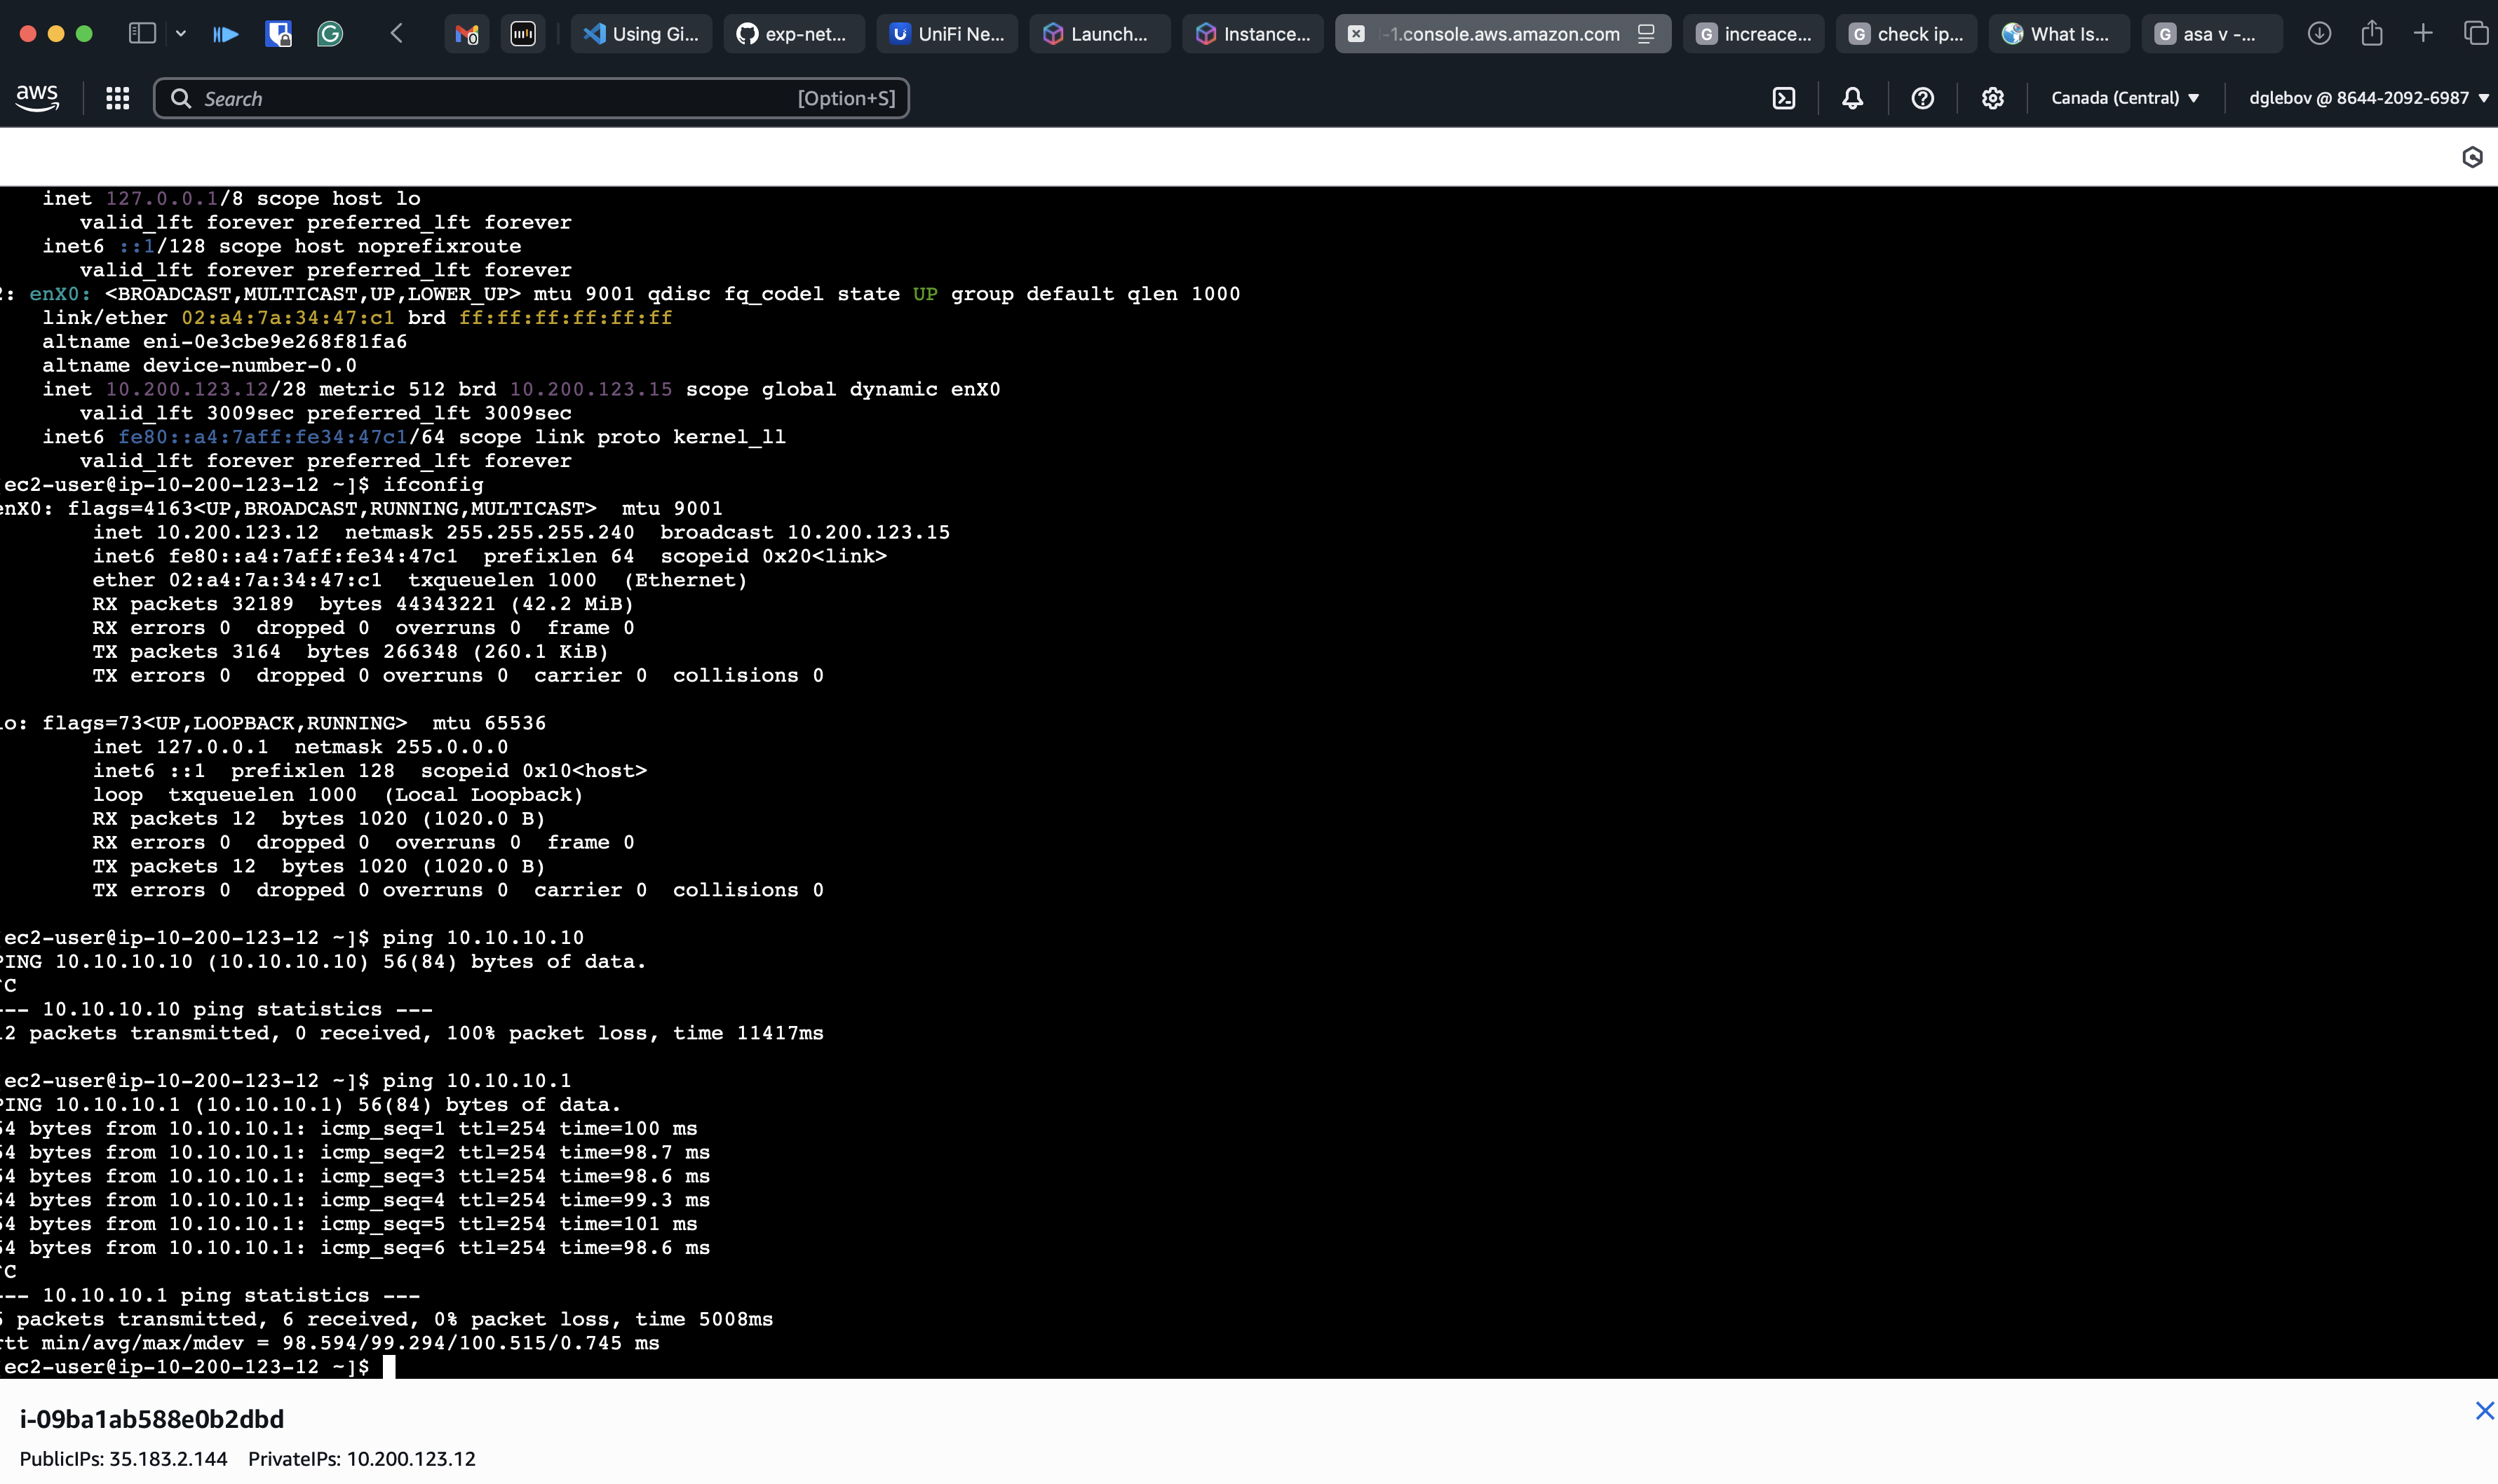 Using Gi...
exp-net...
UniFi Ne...
Launch...
Instance...
-1.console.aws.amazon.com
increace...
check ip...
What Is...
asa v -...
aws
Search
[Option+S]
Canada (Central)
dglebov @ 8644-2092-6987
inet 127.0.0.1/8 scope host lo
valid_lft forever preferred_lft forever
inet6 ::1/128 scope host noprefixroute
valid_lft forever preferred_lft forever
2: enX0: <BROADCAST,MULTICAST,UP,LOWER_UP> mtu 9001 qdisc fq_codel state UP group default qlen 1000
link/ether 02:a4:7a:34:47:c1 brd ff:ff:ff:ff:ff:ff
altname eni-0e3cbe9e268f81fa6
altname device-number-0.0
inet 10.200.123.12/28 metric 512 brd 10.200.123.15 scope global dynamic enX0
valid_lft 3009sec preferred_lft 3009sec
inet6 fe80::a4:7aff:fe34:47c1/64 scope link proto kernel_ll
valid_lft forever preferred_lft forever
ec2-user@ip-10-200-123-12 ~]$ ifconfig
enX0: flags=4163<UP,BROADCAST,RUNNING,MULTICAST>  mtu 9001
inet 10.200.123.12  netmask 255.255.255.240  broadcast 10.200.123.15
inet6 fe80::a4:7aff:fe34:47c1  prefixlen 64  scopeid 0x20<link>
ether 02:a4:7a:34:47:c1  txqueuelen 1000  (Ethernet)
RX packets 32189  bytes 44343221 (42.2 MiB)
RX errors 0  dropped 0  overruns 0  frame 0
TX packets 3164  bytes 266348 (260.1 KiB)
TX errors 0  dropped 0 overruns 0  carrier 0  collisions 0
lo: flags=73<UP,LOOPBACK,RUNNING>  mtu 65536
inet 127.0.0.1  netmask 255.0.0.0
inet6 ::1  prefixlen 128  scopeid 0x10<host>
loop  txqueuelen 1000  (Local Loopback)
RX packets 12  bytes 1020 (1020.0 B)
RX errors 0  dropped 0  overruns 0  frame 0
TX packets 12  bytes 1020 (1020.0 B)
TX errors 0  dropped 0 overruns 0  carrier 0  collisions 0
ec2-user@ip-10-200-123-12 ~]$ ping 10.10.10.10
PING 10.10.10.10 (10.10.10.10) 56(84) bytes of data.
^C
--- 10.10.10.10 ping statistics ---
12 packets transmitted, 0 received, 100% packet loss, time 11417ms
ec2-user@ip-10-200-123-12 ~]$ ping 10.10.10.1
PING 10.10.10.1 (10.10.10.1) 56(84) bytes of data.
64 bytes from 10.10.10.1: icmp_seq=1 ttl=254 time=100 ms
64 bytes from 10.10.10.1: icmp_seq=2 ttl=254 time=98.7 ms
64 bytes from 10.10.10.1: icmp_seq=3 ttl=254 time=98.6 ms
64 bytes from 10.10.10.1: icmp_seq=4 ttl=254 time=99.3 ms
64 bytes from 10.10.10.1: icmp_seq=5 ttl=254 time=101 ms
64 bytes from 10.10.10.1: icmp_seq=6 ttl=254 time=98.6 ms
^C
--- 10.10.10.1 ping statistics ---
6 packets transmitted, 6 received, 0% packet loss, time 5008ms
rtt min/avg/max/mdev = 98.594/99.294/100.515/0.745 ms
ec2-user@ip-10-200-123-12 ~]$
i-09ba1ab588e0b2dbd
PublicIPs: 35.183.2.144 PrivateIPs: 10.200.123.12